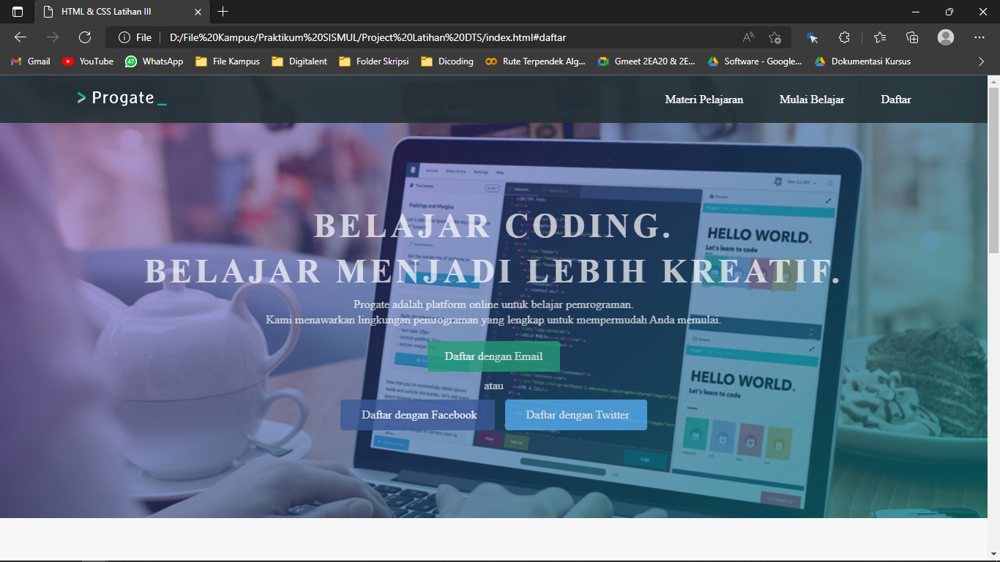 HTML & CSS Latihan III
File
D:/File%20Kampus/Praktikum%20SISMUL/Project%20Latihan%20DTS/index.html#daftar
Gmail
YouTube
47
WhatsApp
File Kampus
Digitalent
Folder Skripsi
Dicoding
Rute Terpendek Alg...
Gmeet 2EA20 & 2E...
Software - Google...
Dokumentasi Kursus
> Progate _
Materi Pelajaran
Mulai Belajar
Daftar
Paddings and Margins
HELLO WORLD.
Let's learn to code
BELAJAR CODING.
BELAJAR MENJADI LEBIH KREATIF.
Progate adalah platform online untuk belajar pemrograman.
Kami menawarkan lingkungan pemrograman yang lengkap untuk mempermudah Anda memulai.
Daftar dengan Email
atau
Daftar dengan Facebook
Daftar dengan Twitter
HELLO WORLD.
Let's learn to code